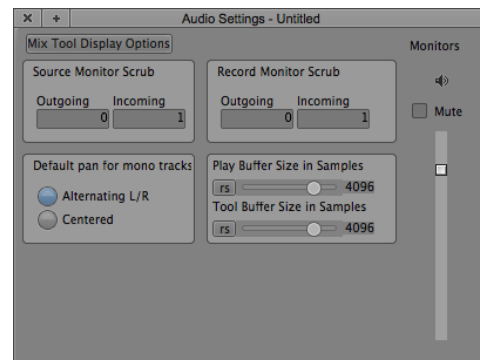 Audio Settings - Untitled
Mix Tool Display Options
Monitors
Source Monitor Scrub
Outgoing Incoming
0 1
Record Monitor Scrub
Outgoing Incoming
0 1
Mute
Default pan for mono tracks
Alternating L/R
Centered
Play Buffer Size in Samples
rs 4096
Tool Buffer Size in Samples
rs 4096